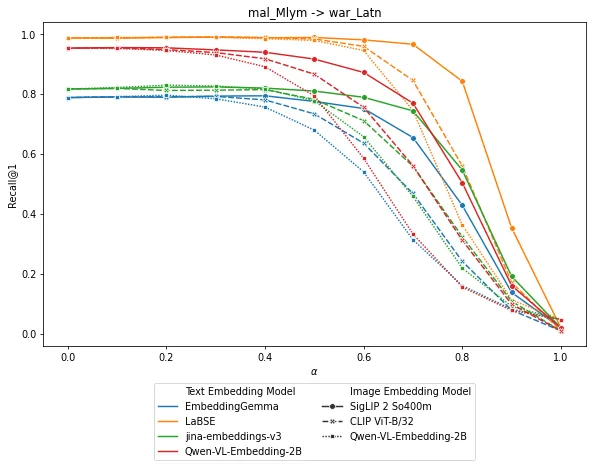 mal_Mlym -> war_Latn
Recall@1
1.0
0.8
0.6
0.4
0.2
0.0
0.0 0.2 0.4 0.6 0.8 1.0
α
Text Embedding Model
EmbeddingGemma
LaBSE
jina-embeddings-v3
Qwen-VL-Embedding-2B
Image Embedding Model
SigLIP 2 So400m
CLIP ViT-B/32
Qwen-VL-Embedding-2B